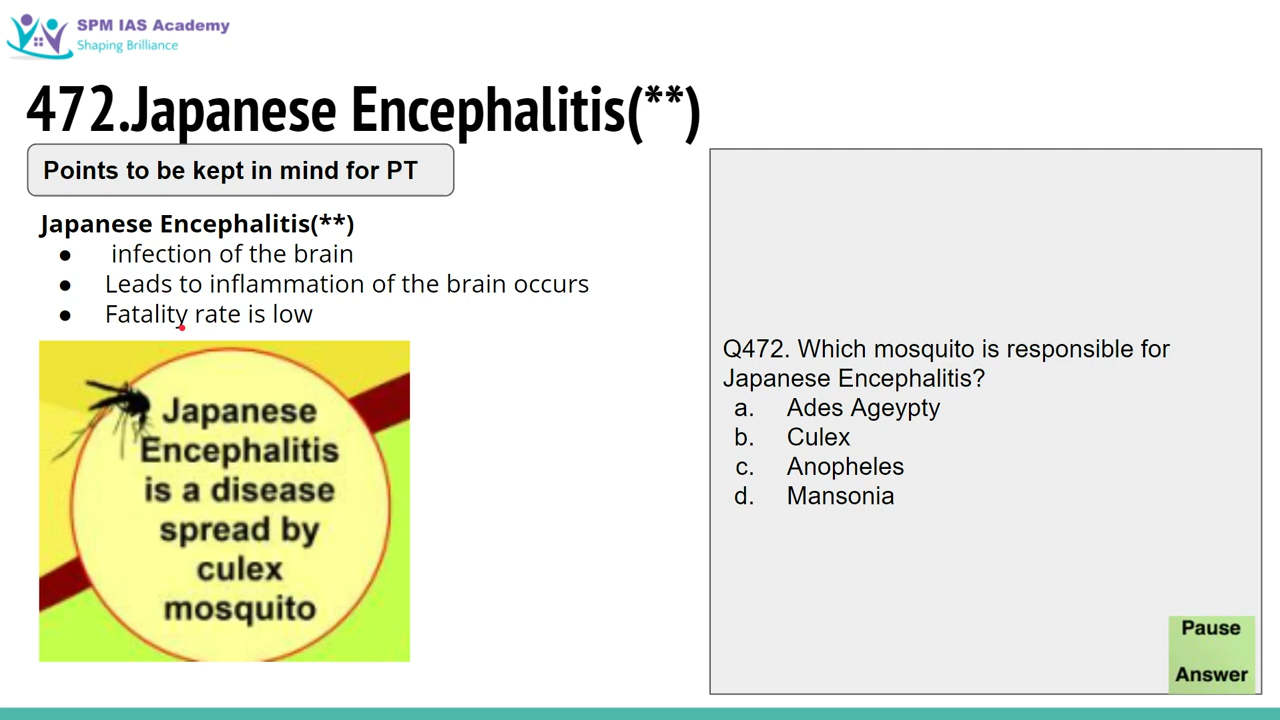 SPM IAS Academy
Shaping Brilliance
472.Japanese Encephalitis(**)
Points to be kept in mind for PT
Japanese Encephalitis(**)
● infection of the brain
● Leads to inflammation of the brain occurs
● Fatality rate is low
Japanese
Encephalitis
is a disease
spread by
culex
mosquito
Q472. Which mosquito is responsible for
Japanese Encephalitis?
a. Ades Ageypty
b. Culex
c. Anopheles
d. Mansonia
Pause
Answer